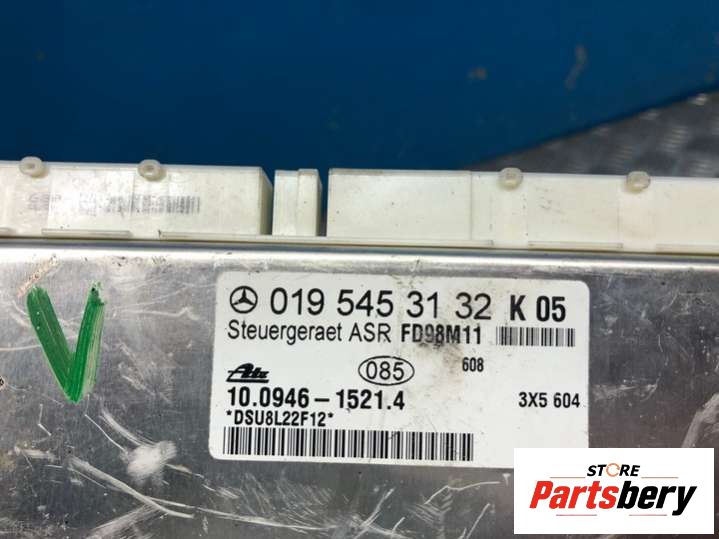 019 545 31 32 K 05
Steuergeraet ASR FD98M11
Ate 085 608
10.0946-1521.4 3X5 604
*DSU8L22F12*
STORE
Partsbery